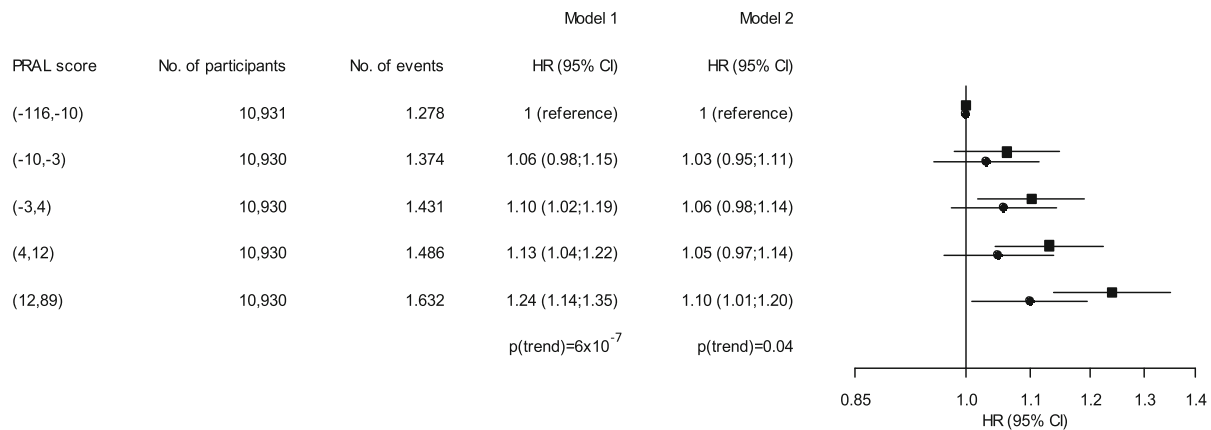 Model 1 Model 2
PRAL score No. of participants No. of events HR (95% CI) HR (95% CI)
(-116,-10) 10,931 1.278 1 (reference) 1 (reference)
(-10,-3) 10,930 1.374 1.06 (0.98;1.15) 1.03 (0.95;1.11)
(-3,4) 10,930 1.431 1.10 (1.02;1.19) 1.06 (0.98;1.14)
(4,12) 10,930 1.486 1.13 (1.04;1.22) 1.05 (0.97;1.14)
(12,89) 10,930 1.632 1.24 (1.14;1.35) 1.10 (1.01;1.20)
p(trend)=6x10⁻⁷ p(trend)=0.04
0.85 1.0 1.1 1.2 1.3 1.4
HR (95% CI)